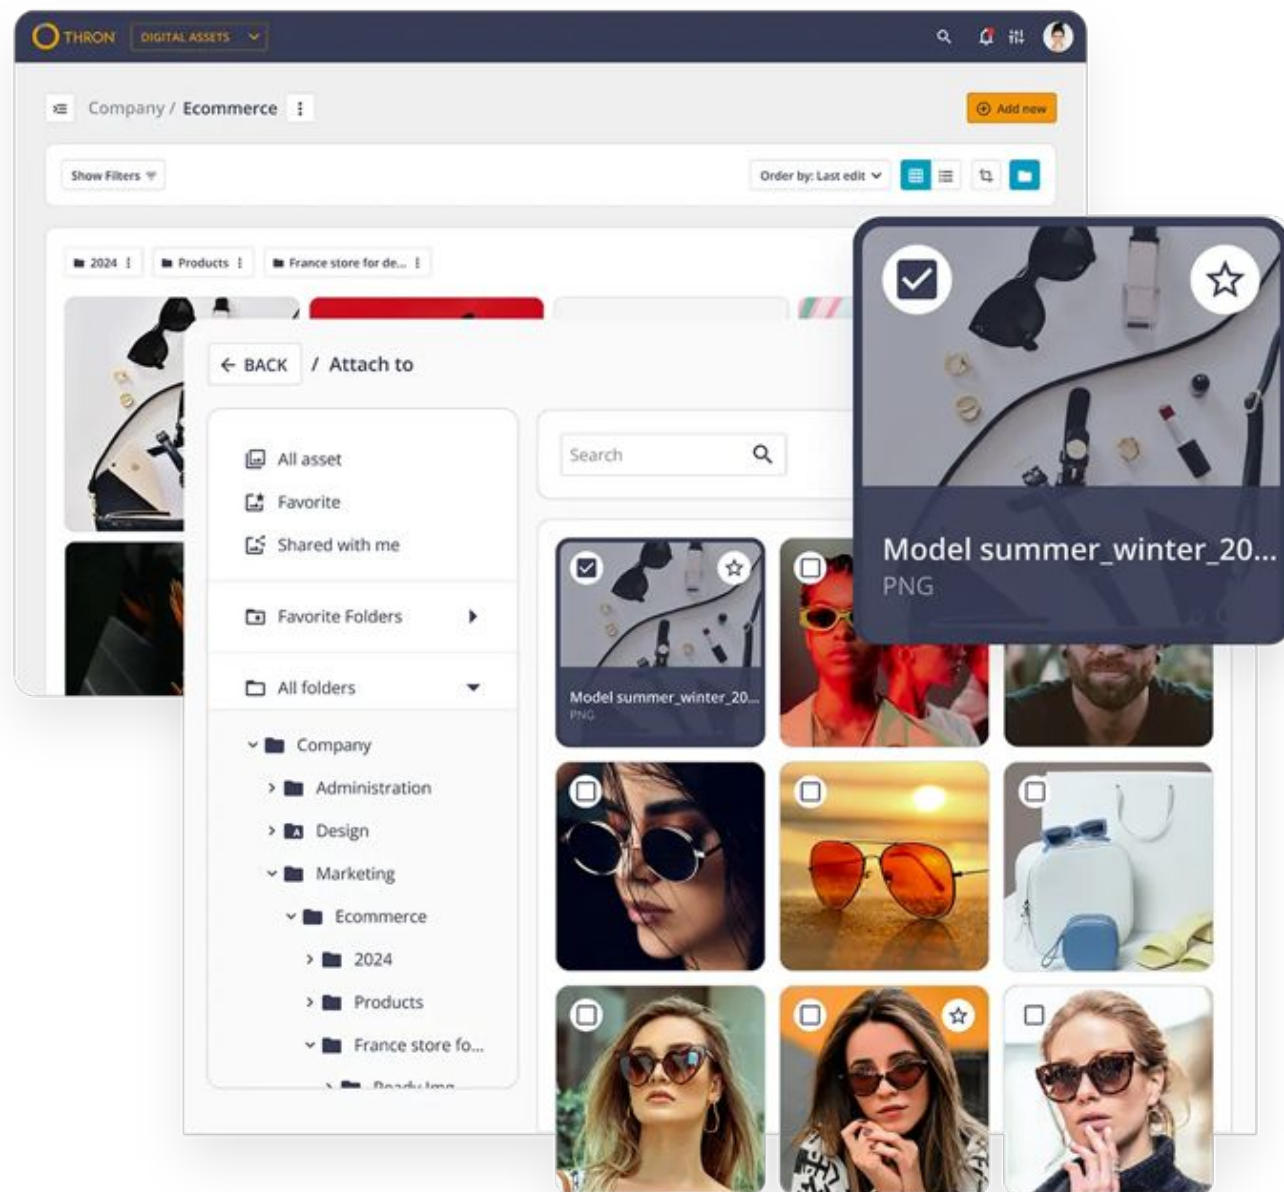 THRON DIGITAL ASSETS
Company / Ecommerce
Add new
Show Filters
Order by: Last edit
2024
Products
France store for de...
BACK / Attach to
All asset
Favorite
Shared with me
Favorite Folders
All folders
Company
Administration
Design
Marketing
Ecommerce
2024
Products
France store fo...
Ready Img
Search
Model summer_winter_20...
PNG
Model summer_winter_20...
PNG